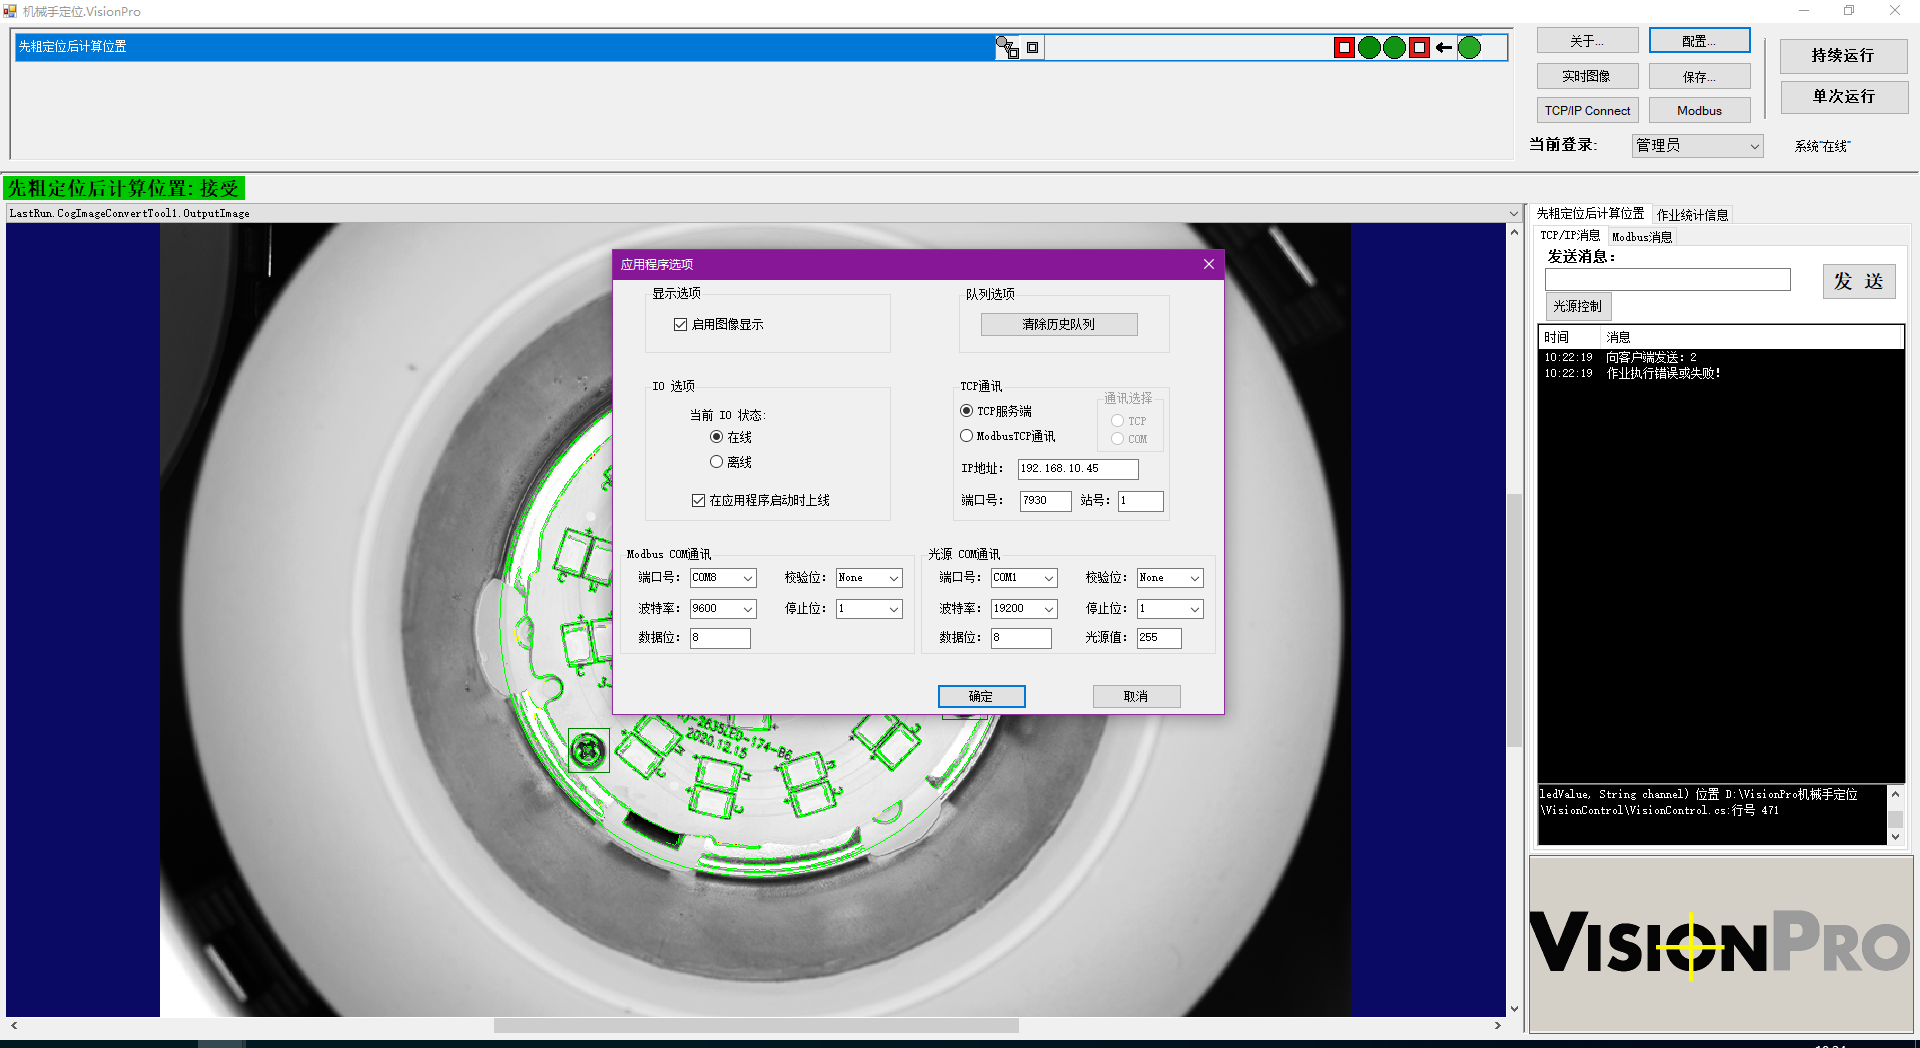 机械手定位.VisionPro
先粗定位后计算位置
关于...
配置...
实时图像
保存...
TCP/IP Connect
Modbus
持续运行
单次运行
当前登录:
管理员
系统"在线"
先粗定位后计算位置: 接受
LastRun.CogImageConvertTool1.OutputImage
应用程序选项
显示选项
启用图像显示
队列选项
清除历史队列
IO 选项
当前 IO 状态:
在线
离线
在应用程序启动时上线
TCP通讯
TCP服务端
ModbusTCP通讯
通讯选择
TCP
COM
IP地址: 192.168.10.45
端口号: 7930 站号: 1
Modbus COM通讯
端口号: COM8 校验位: None
波特率: 9600 停止位: 1
数据位: 8
光源 COM通讯
端口号: COM1 校验位: None
波特率: 19200 停止位: 1
数据位: 8 光源值: 255
确定
取消
2835LED-174-B6
2020.12.15
先粗定位后计算位置 作业统计信息
TCP/IP消息 Modbus消息
发送消息:
发 送
光源控制
时间 消息
10:22:19 向客户端发送: 2
10:22:19 作业执行错误或失败!
ledValue, String channel) 位置 D:\VisionPro机械手定位
\VisionControl\VisionControl.cs:行号 471
VISIONPRO